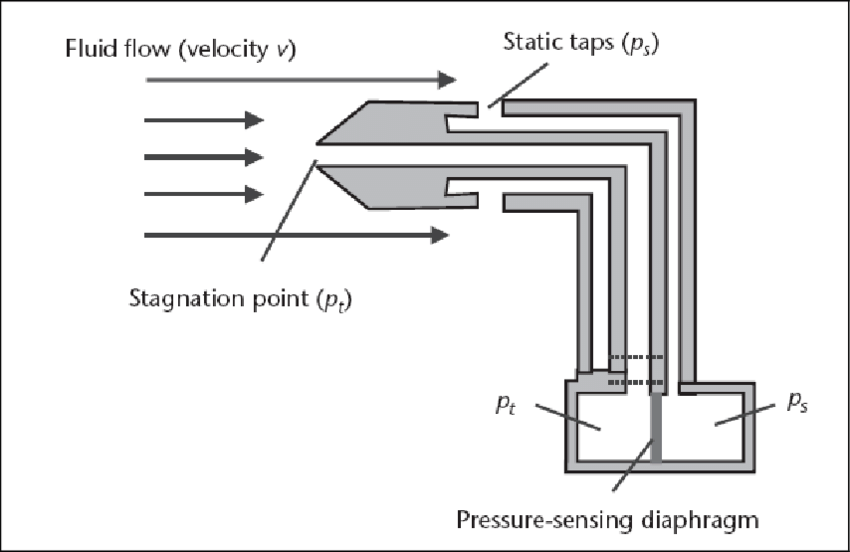 Fluid flow (velocity v)
Static taps (pₛ)
Stagnation point (pₜ)
pₜ
pₛ
Pressure-sensing diaphragm